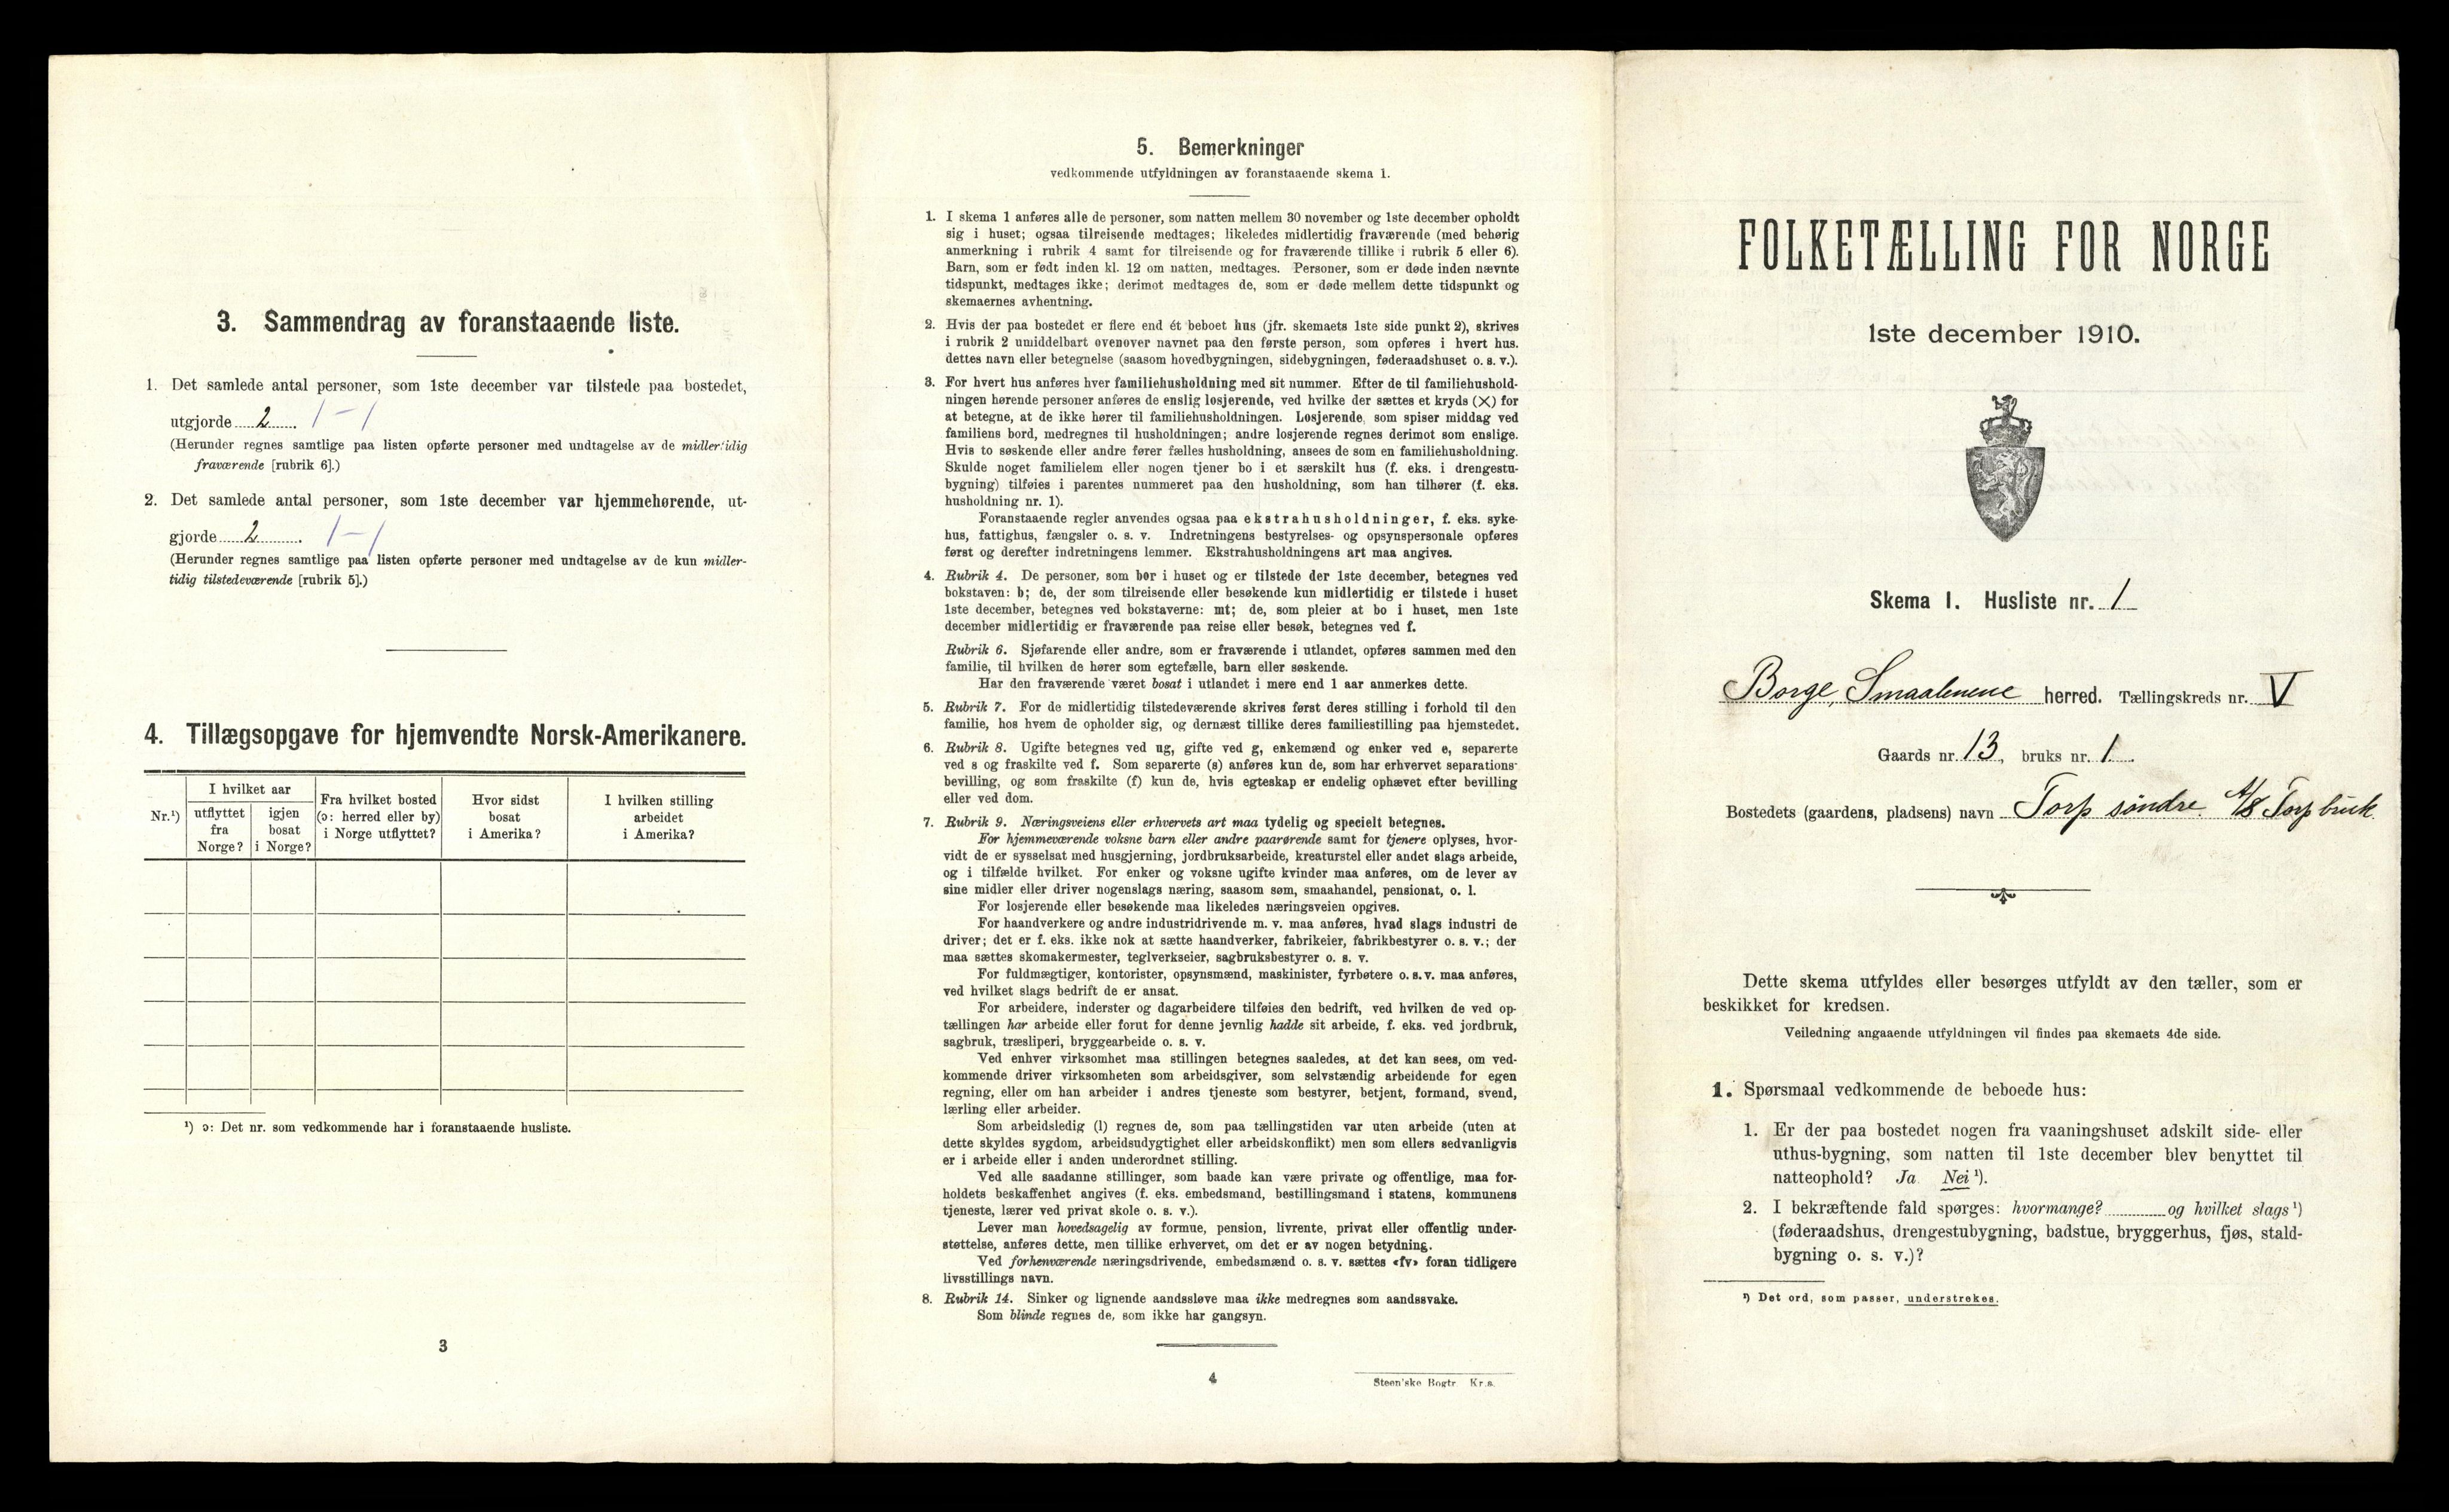 3. Sammendrag av foranstaaende liste.
1. Det samlede antal personer, som 1ste december var tilstede paa bostedet,
utgjorde 2. 1 – 1
(Herunder regnes samtlige paa listen opførte personer med undtagelse av de midlertidig
fraværende [rubrik 6].)
2. Det samlede antal personer, som 1ste december var hjemmehørende, ut-
gjorde 2. 1 – 1
(Herunder regnes samtlige paa listen opførte personer med undtagelse av de kun midler-
tidig tilstedeværende [rubrik 5].)
4. Tillægsopgave for hjemvendte Norsk-Amerikanere.
Nr.¹)
I hvilket aar
utflyttet
fra
Norge?
igjen
bosat
i Norge?
Fra hvilket bosted
(ɔ: herred eller by)
i Norge utflyttet?
Hvor sidst
bosat
i Amerika?
I hvilken stilling
arbeidet
i Amerika?
¹) ɔ: Det nr. som vedkommende har i foranstaaende husliste.
3
5. Bemerkninger
vedkommende utfyldningen av foranstaaende skema 1.
1. I skema 1 anføres alle de personer, som natten mellem 30 november og 1ste december opholdt
sig i huset; ogsaa tilreisende medtages; likeledes midlertidig fraværende (med behørig
anmerkning i rubrik 4 samt for tilreisende og for fraværende tillike i rubrik 5 eller 6).
Barn, som er født inden kl. 12 om natten, medtages. Personer, som er døde inden nævnte
tidspunkt, medtages ikke; derimot medtages de, som er døde mellem dette tidspunkt og
skemaernes avhentning.
2. Hvis der paa bostedet er flere end ét beboet hus (jfr. skemaets 1ste side punkt 2), skrives
i rubrik 2 umiddelbart ovenover navnet paa den første person, som opføres i hvert hus.
dettes navn eller betegnelse (saasom hovedbygningen, sidebygningen, føderaadshuset o. s. v.).
3. For hvert hus anføres hver familiehusholdning med sit nummer. Efter de til familiehushold-
ningen hørende personer anføres de enslig losjerende, ved hvilke der sættes et kryds (×) for
at betegne, at de ikke hører til familiehusholdningen. Losjerende, som spiser middag ved
familiens bord, medregnes til husholdningen; andre losjerende regnes derimot som enslige.
Hvis to søskende eller andre fører fælles husholdning, ansees de som en familiehusholdning.
Skulde noget familielem eller nogen tjener bo i et særskilt hus (f. eks. i drengestu-
bygning) tilføies i parentes nummeret paa den husholdning, som han tilhører (f. eks.
husholdning nr. 1).
Foranstaaende regler anvendes ogsaa paa ekstrahusholdninger, f. eks. syke-
hus, fattighus, fængsler o. s. v. Indretningens bestyrelses- og opsynspersonale opføres
først og derefter indretningens lemmer. Ekstrahusholdningens art maa angives.
4. Rubrik 4. De personer, som bor i huset og er tilstede der 1ste december, betegnes ved
bokstaven: b; de, der som tilreisende eller besøkende kun midlertidig er tilstede i huset
1ste december, betegnes ved bokstaverne: mt; de, som pleier at bo i huset, men 1ste
december midlertidig er fraværende paa reise eller besøk, betegnes ved f.
Rubrik 6. Sjøfarende eller andre, som er fraværende i utlandet, opføres sammen med den
familie, til hvilken de hører som egtefælle, barn eller søskende.
Har den fraværende været bosat i utlandet i mere end 1 aar anmerkes dette.
5. Rubrik 7. For de midlertidig tilstedeværende skrives først deres stilling i forhold til den
familie, hos hvem de opholder sig, og dernæst tillike deres familiestilling paa hjemstedet.
6. Rubrik 8. Ugifte betegnes ved ug, gifte ved g, enkemænd og enker ved e, separerte
ved s og fraskilte ved f. Som separerte (s) anføres kun de, som har erhvervet separations-
bevilling, og som fraskilte (f) kun de, hvis egteskap er endelig ophævet efter bevilling
eller ved dom.
7. Rubrik 9. Næringsveiens eller erhvervets art maa tydelig og specielt betegnes.
For hjemmeværende voksne barn eller andre paarørende samt for tjenere oplyses, hvor-
vidt de er sysselsat med husgjerning, jordbruksarbeide, kreaturstel eller andet slags arbeide,
og i tilfælde hvilket. For enker og voksne ugifte kvinder maa anføres, om de lever av
sine midler eller driver nogenslags næring, saasom søm, smaahandel, pensionat, o. l.
For losjerende eller besøkende maa likeledes næringsveien opgives.
For haandverkere og andre industridrivende m. v. maa anføres, hvad slags industri de
driver; det er f. eks. ikke nok at sætte haandverker, fabrikeier, fabrikbestyrer o. s. v.; der
maa sættes skomakermester, teglverkseier, sagbruksbestyrer o. s. v.
For fuldmægtiger, kontorister, opsynsmænd, maskinister, fyrbøtere o. s. v. maa anføres,
ved hvilket slags bedrift de er ansat.
For arbeidere, inderster og dagarbeidere tilføies den bedrift, ved hvilken de ved op-
tællingen har arbeide eller forut for denne jevnlig hadde sit arbeide, f. eks. ved jordbruk,
sagbruk, træsliperi, bryggearbeide o. s. v.
Ved enhver virksomhet maa stillingen betegnes saaledes, at det kan sees, om ved-
kommende driver virksomheten som arbeidsgiver, som selvstændig arbeidende for egen
regning, eller om han arbeider i andres tjeneste som bestyrer, betjent, formand, svend,
lærling eller arbeider.
Som arbeidsledig (l) regnes de, som paa tællingstiden var uten arbeide (uten at
dette skyldes sygdom, arbeidsudygtighet eller arbeidskonflikt) men som ellers sedvanligvis
er i arbeide eller i anden underordnet stilling.
Ved alle saadanne stillinger, som baade kan være private og offentlige, maa for-
holdets beskaffenhet angives (f. eks. embedsmand, bestillingsmand i statens, kommunens
tjeneste, lærer ved privat skole o. s. v.).
Lever man hovedsagelig av formue, pension, livrente, privat eller offentlig under-
støttelse, anføres dette, men tillike erhvervet, om det er av nogen betydning.
Ved forhenværende næringsdrivende, embedsmænd o. s. v. sættes «fv» foran tidligere
livsstillings navn.
8. Rubrik 14. Sinker og lignende aandssløve maa ikke medregnes som aandssvake.
Som blinde regnes de, som ikke har gangsyn.
4
Steen'ske Bogtr. Kr.a.
FOLKETÆLLING FOR NORGE
1ste december 1910.
Skema 1. Husliste nr. 1
Borge, Smaalenene herred. Tællingskreds nr. V
Gaards nr. 13, bruks nr. 1.
Bostedets (gaardens, pladsens) navn Torp søndre. A/S Torp bruk.
Dette skema utfyldes eller besørges utfyldt av den tæller, som er
beskikket for kredsen.
Veiledning angaaende utfyldningen vil findes paa skemaets 4de side.
1. Spørsmaal vedkommende de beboede hus:
1. Er der paa bostedet nogen fra vaaningshuset adskilt side- eller
uthus-bygning, som natten til 1ste december blev benyttet til
natteophold? Ja. Nei ¹).
2. I bekræftende fald spørges: hvormange? og hvilket slags ¹)
(føderaadshus, drengestubygning, badstue, bryggerhus, fjøs, stald-
bygning o. s. v.)?
¹) Det ord, som passer, understrekes.